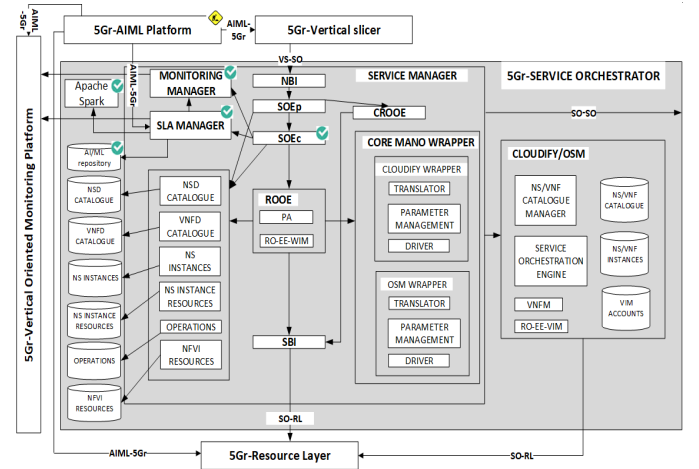 AIML
-5Gr
5Gr-AIML Platform
AIML-
5Gr
5Gr-Vertical slicer
VS-SO
AIML-5Gr
5Gr-Vertical Oriented Monitoring Platform
5Gr-SERVICE ORCHESTRATOR
SERVICE MANAGER
MONITORING
MANAGER
NBI
Apache
Spark
SOEp
CROOE
SO-SO
SLA MANAGER
SOEc
AI/ML
repository
CORE MANO WRAPPER
CLOUDIFY/OSM
CLOUDIFY WRAPPER
TRANSLATOR
PARAMETER
MANAGEMENT
DRIVER
NSD
CATALOGUE
VNFD
CATALOGUE
NS INSTANCES
NS INSTANCE
RESOURCES
OPERATIONS
NFVI
RESOURCES
NSD
CATALOGUE
VNFD
CATALOGUE
NS
INSTANCES
NS INSTANCE
RESOURCES
OPERATIONS
NFVI
RESOURCES
ROOE
PA
RO-EE-WIM
NS/VNF
CATALOGUE
MANAGER
NS/VNF
CATALOGUE
SERVICE
ORCHESTRATION
ENGINE
NS/VNF
INSTANCES
VNFM
RO-EE-VIM
VIM
ACCOUNTS
OSM WRAPPER
TRANSLATOR
PARAMETER
MANAGEMENT
DRIVER
SBI
SO-RL
AIML-5Gr
5Gr-Resource Layer
SO-RL